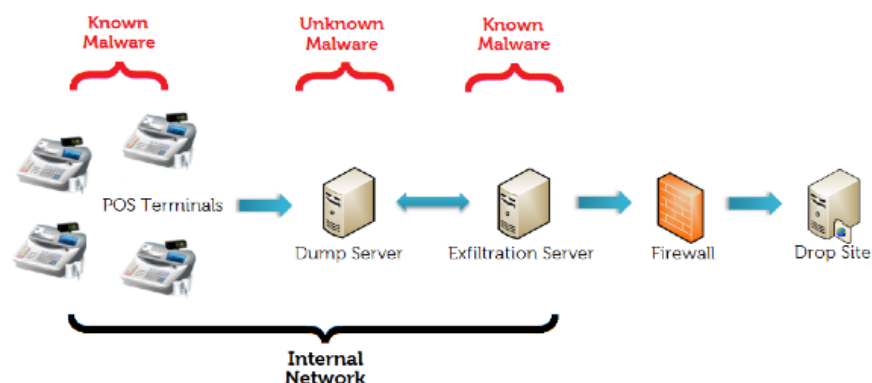 Known
Malware
Unknown
Malware
Known
Malware
POS Terminals
Dump Server
Exfiltration Server
Firewall
Drop Site
Internal
Network